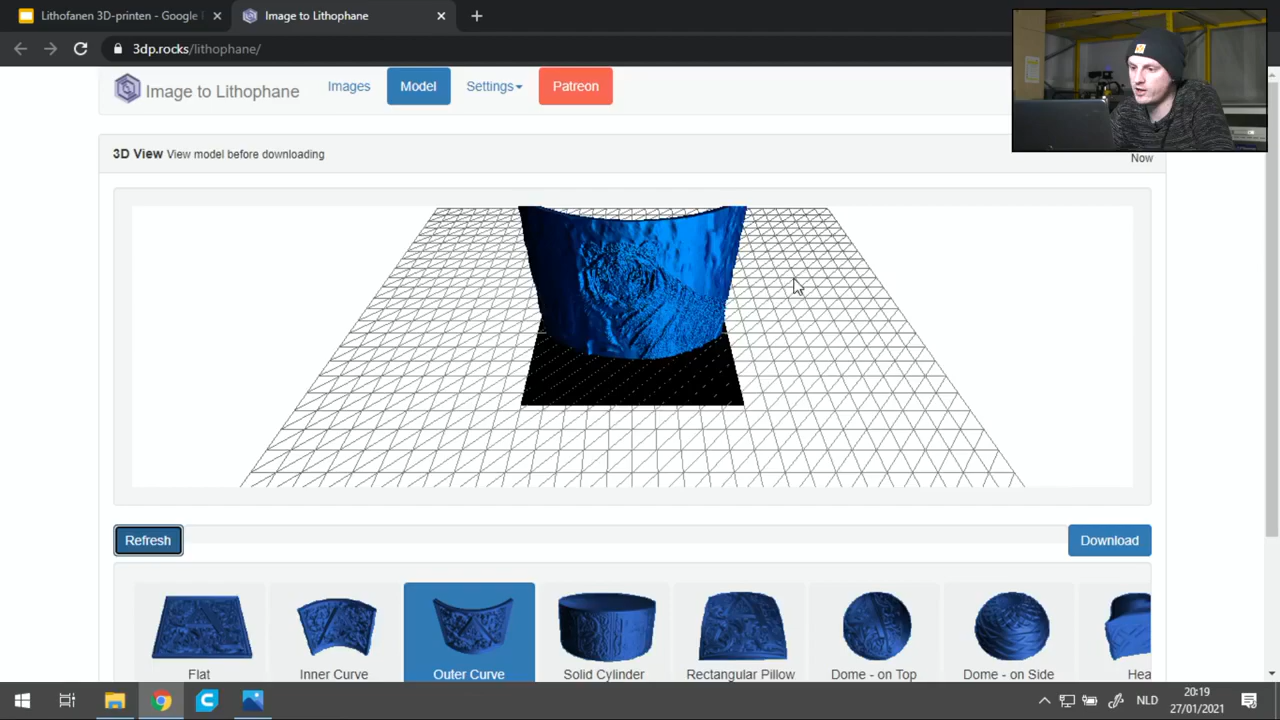 Lithofanen 3D-printen - Google
Image to Lithophane
3dp.rocks/lithophane/
Image to Lithophane
Images
Model
Settings
Patreon
3D View View model before downloading
Now
Refresh
Download
Flat
Inner Curve
Outer Curve
Solid Cylinder
Rectangular Pillow
Dome - on Top
Dome - on Side
Hea
NLD
20:19
27/01/2021